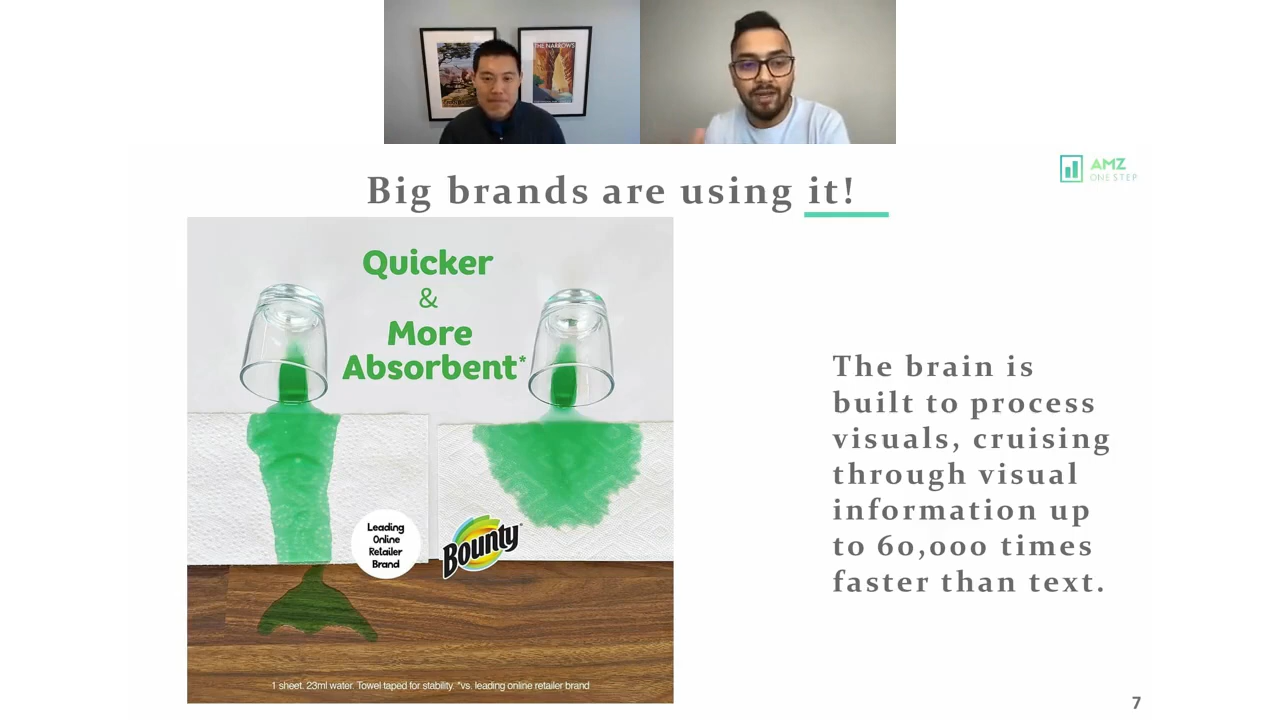 THE NARROWS
AMZ
ONE STEP
Big brands are using it!
Quicker
&
More
Absorbent*
Leading
Online
Retailer
Brand
Bounty
The brain is
built to process
visuals, cruising
through visual
information up
to 60,000 times
faster than text.
1 sheet. 23ml water. Towel taped for stability. *vs. leading online retailer brand
7